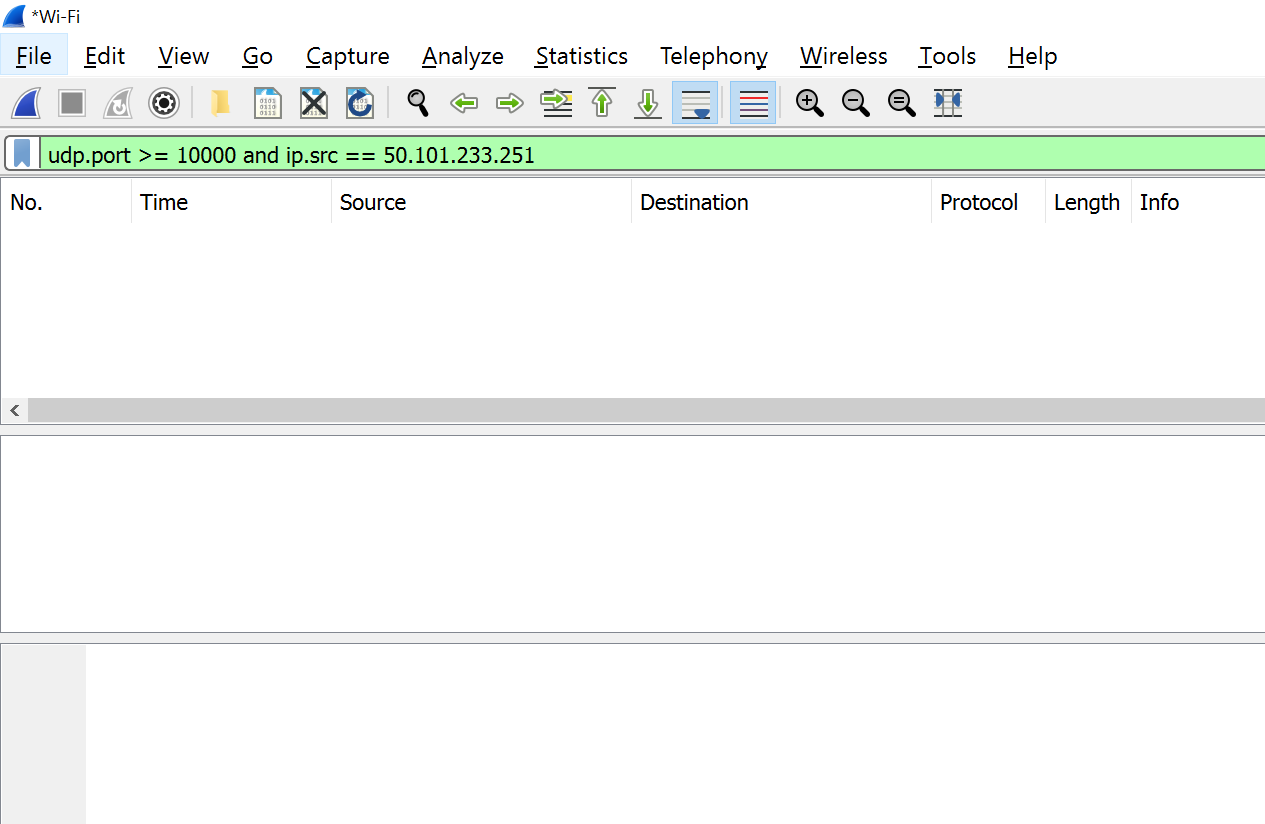 *Wi-Fi
File Edit View Go Capture Analyze Statistics Telephony Wireless Tools Help
udp.port >= 10000 and ip.src == 50.101.233.251
No. Time Source Destination Protocol Length Info